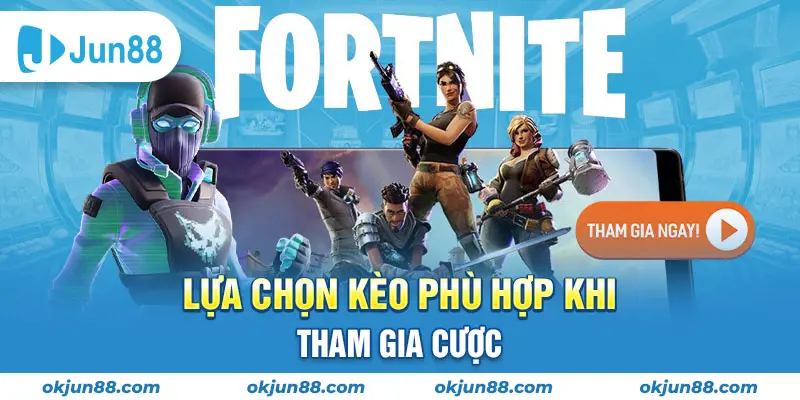 Jun88
FORTNITE
THAM GIA NGAY!
LỰA CHỌN KÈO PHÙ HỢP KHI
THAM GIA CƯỢC
okjun88.com okjun88.com okjun88.com okjun88.com